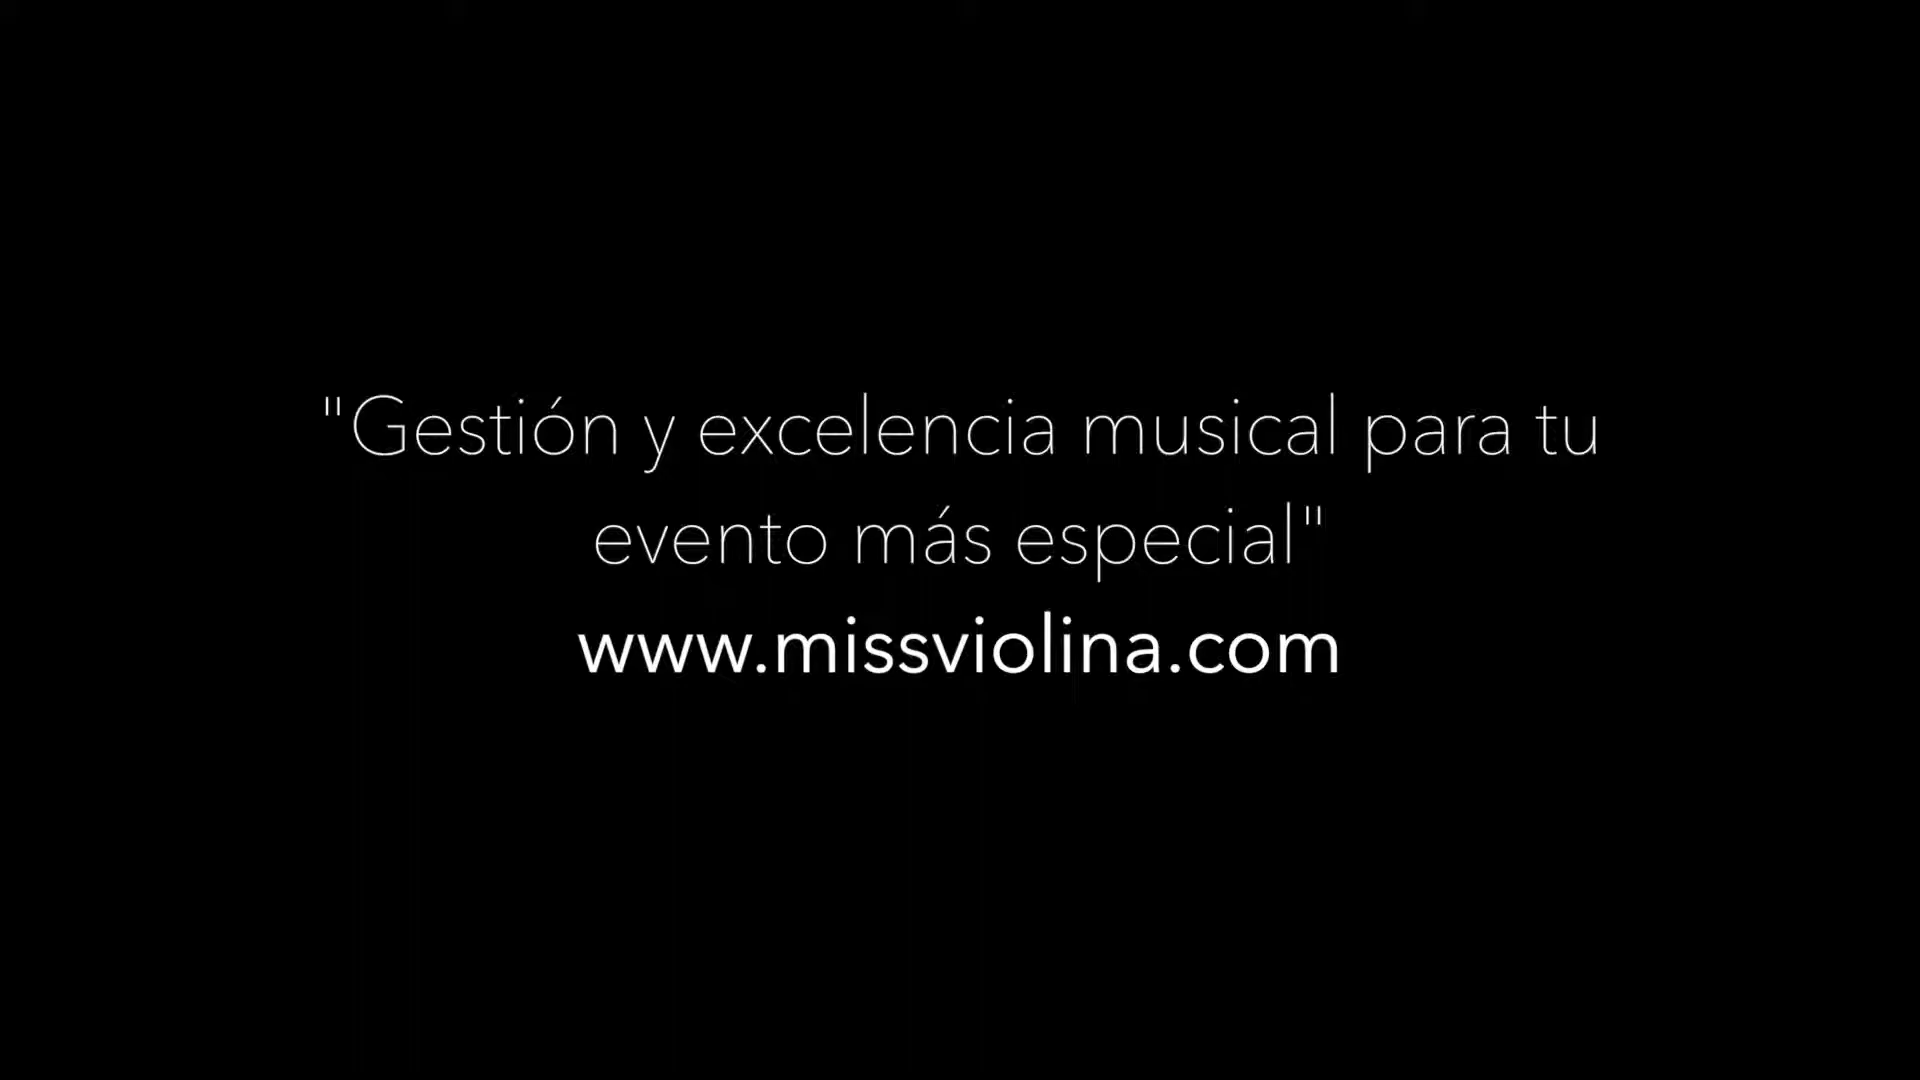 "Gestión y excelencia musical para tu
evento más especial"
www.missviolina.com